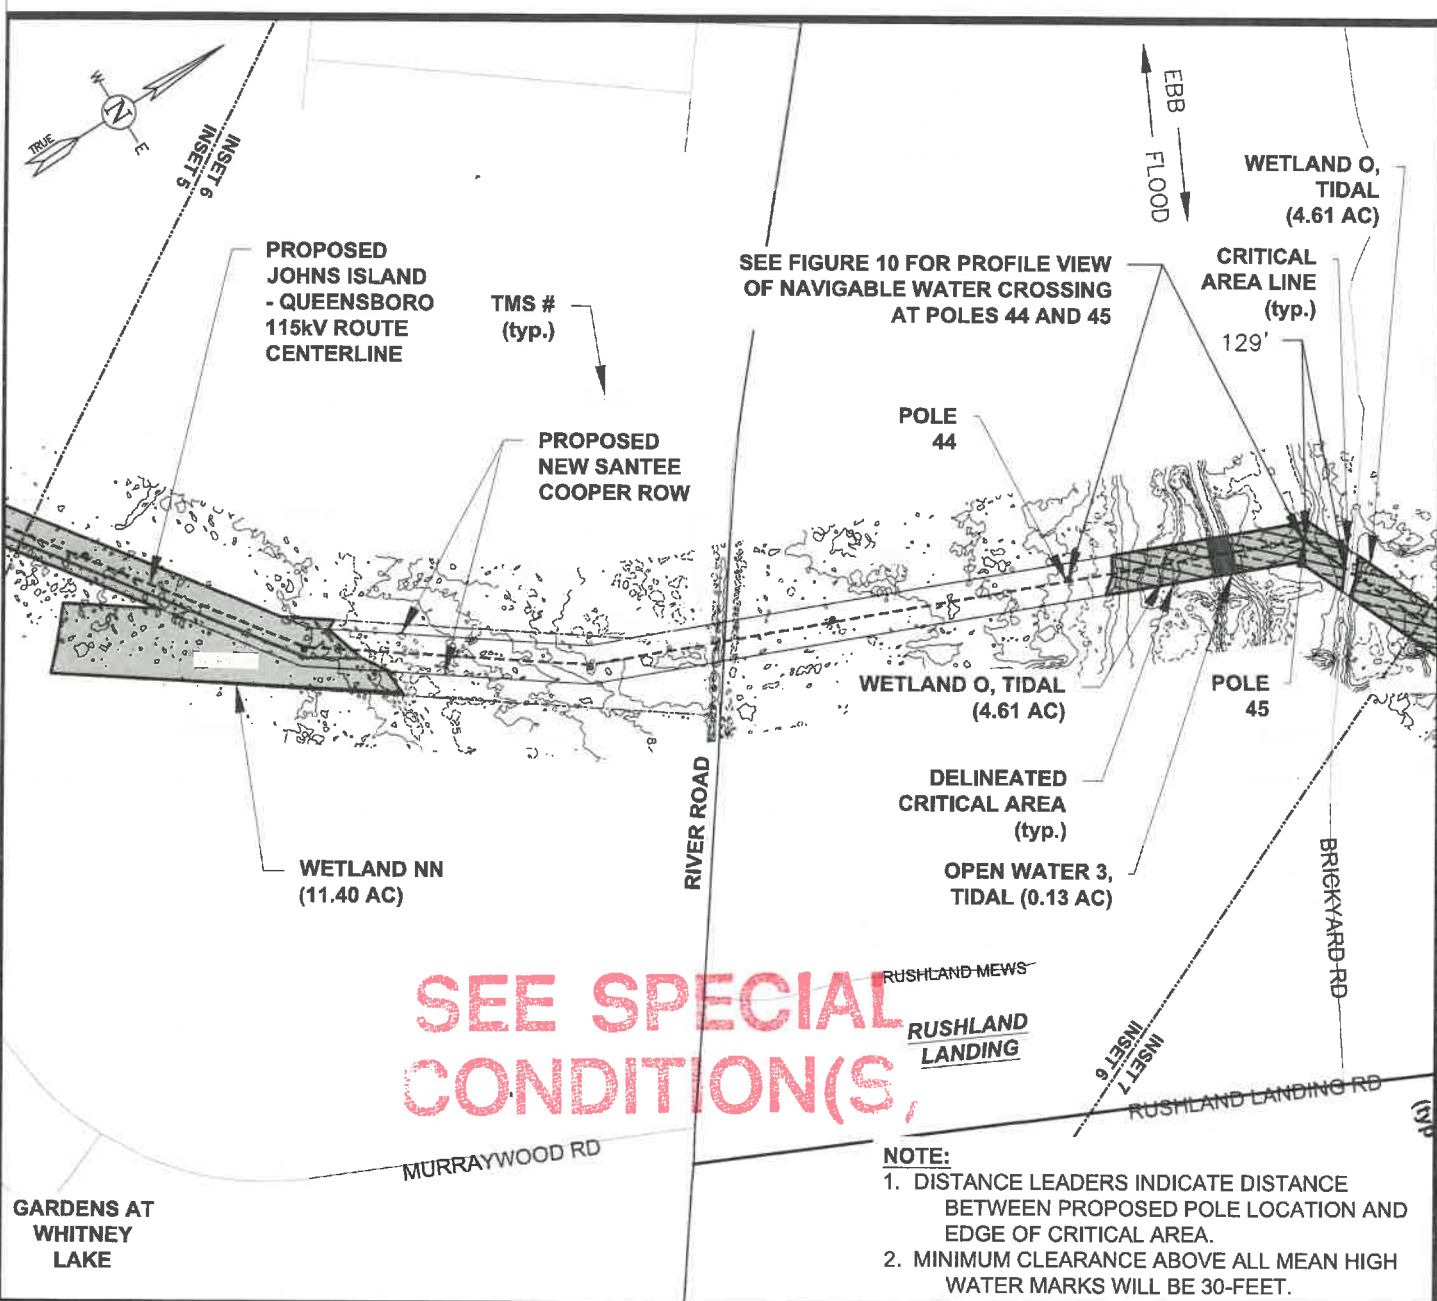 W
N
E
TRUE
INSET 6
INSET 5
PROPOSED
JOHNS ISLAND
- QUEENSBORO
115kV ROUTE
CENTERLINE
TMS #
(typ.)
PROPOSED
NEW SANTEE
COOPER ROW
EBB
FLOOD
WETLAND O,
TIDAL
(4.61 AC)
SEE FIGURE 10 FOR PROFILE VIEW
OF NAVIGABLE WATER CROSSING
AT POLES 44 AND 45
CRITICAL
AREA LINE
(typ.)
129'
POLE
44
WETLAND O, TIDAL
(4.61 AC)
POLE
45
DELINEATED
CRITICAL AREA
(typ.)
OPEN WATER 3,
TIDAL (0.13 AC)
WETLAND NN
(11.40 AC)
RIVER ROAD
BRICKYARD RD
RUSHLAND MEWS
RUSHLAND
LANDING
SEE SPECIAL
CONDITION(S,
INSET 6
INSET 7
RUSHLAND LANDING RD
(typ
MURRAYWOOD RD
GARDENS AT
WHITNEY
LAKE
NOTE:
1. DISTANCE LEADERS INDICATE DISTANCE
BETWEEN PROPOSED POLE LOCATION AND
EDGE OF CRITICAL AREA.
2. MINIMUM CLEARANCE ABOVE ALL MEAN HIGH
WATER MARKS WILL BE 30-FEET.